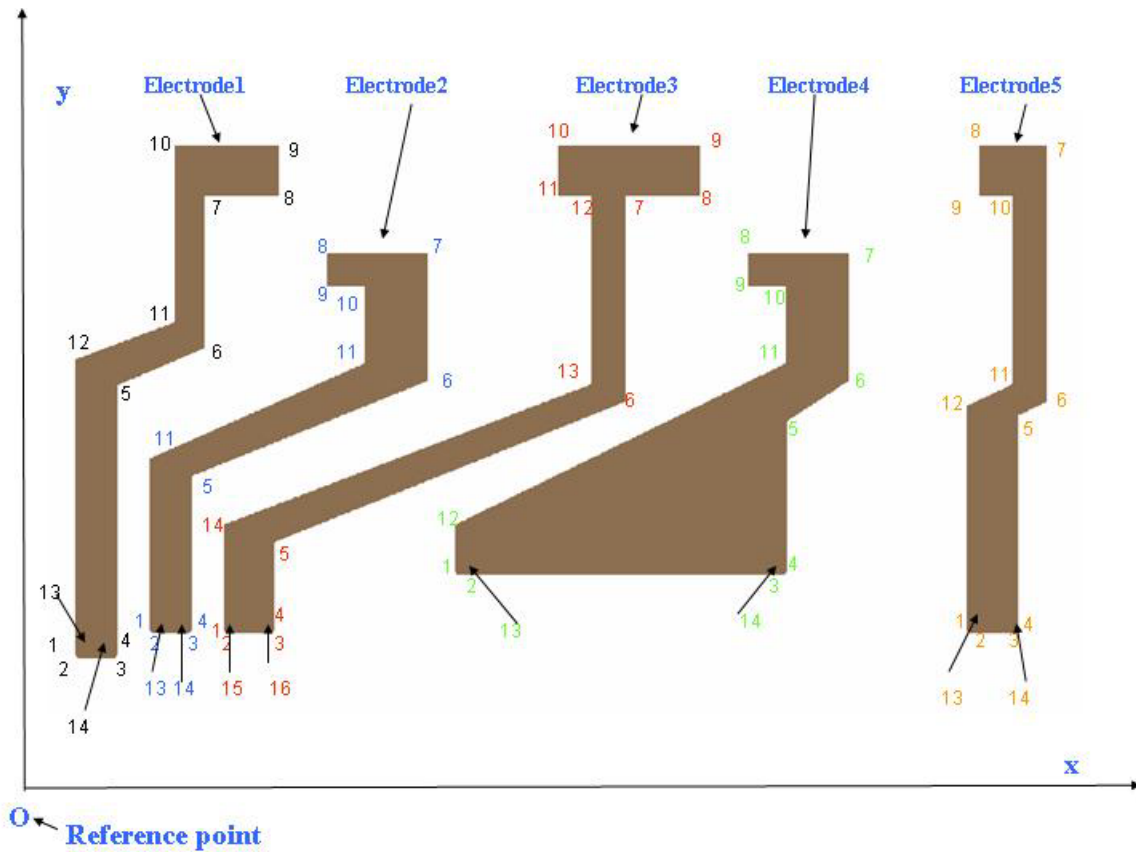 Electrode1 Electrode2 Electrode3 Electrode4 Electrode5
y
10 9 8 7 11 12 6 5 13 1 2 4 3 14
8 7 9 10 11 6 11 5 1 2 4 3 13 14
10 9 11 12 7 8 13 6 14 5 1 2 4 3 15 16
8 7 9 10 11 6 5 12 1 2 4 3 13 14
8 7 9 10 11 12 6 5 1 2 4 3 13 14
x
O
Reference point